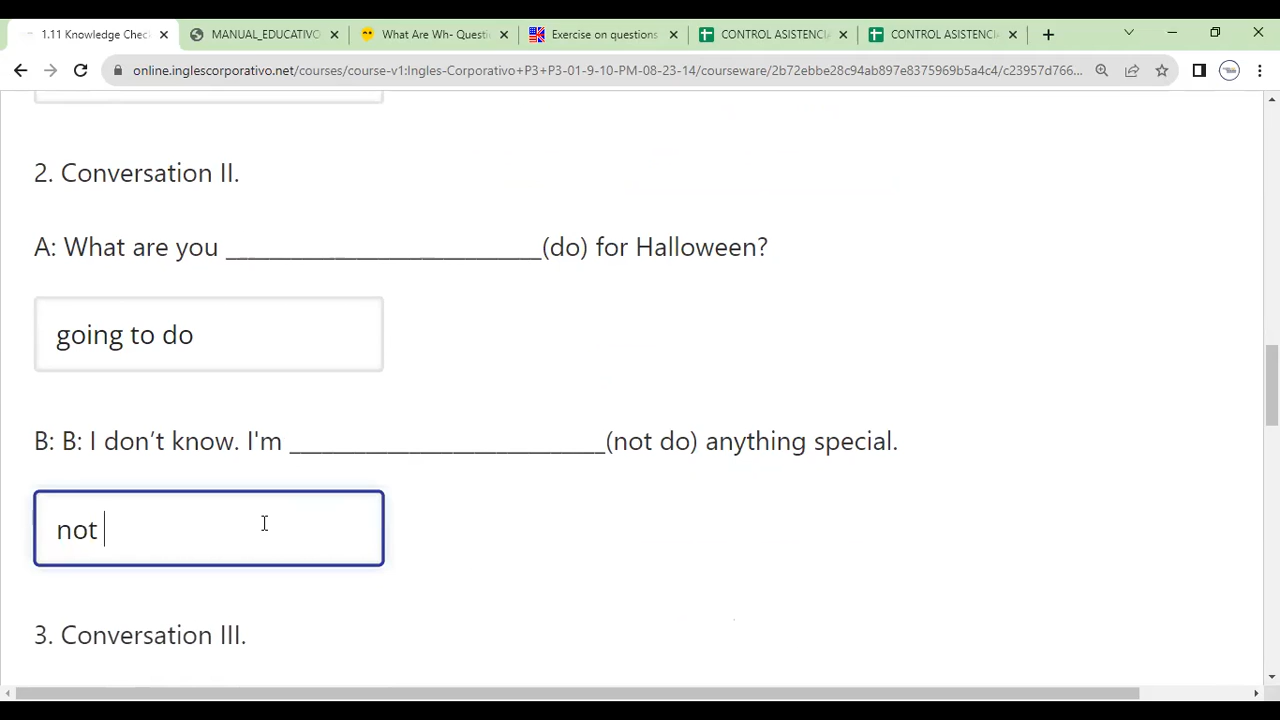 1.11 Knowledge Chec
MANUAL_EDUCATIVO
What Are Wh- Questi
Exercise on questions
CONTROL ASISTENCI
CONTROL ASISTENCI
online.inglescorporativo.net/courses/course-v1:Ingles-Corporativo+P3+P3-01-9-10-PM-08-23-14/courseware/2b72ebbe28c94ab897e8375969b5a4c4/c23957d766...
2. Conversation II.
A: What are you __________________________(do) for Halloween?
going to do
B: B: I don’t know. I'm __________________________(not do) anything special.
not
3. Conversation III.